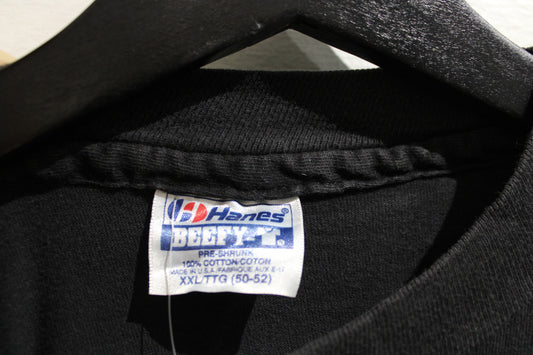 Hanes®
BEEFY-T.
PRE-SHRUNK
100% COTTON-COTON
MADE IN U.S.A./FABRIQUE AUX E-U
XXL/TTG (50-52)